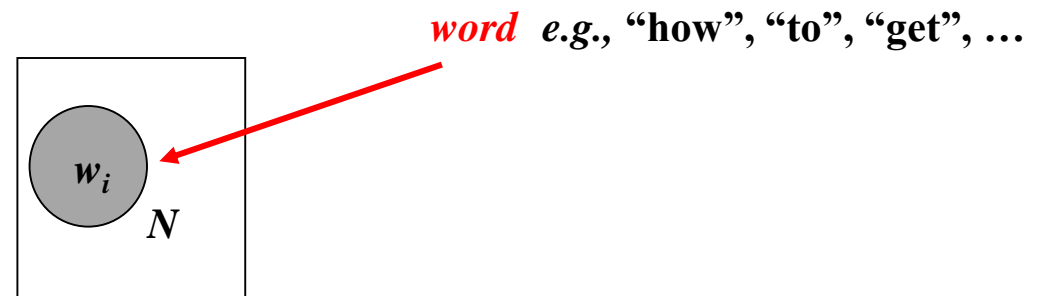 word e.g., “how”, “to”, “get”, …
wᵢ
N